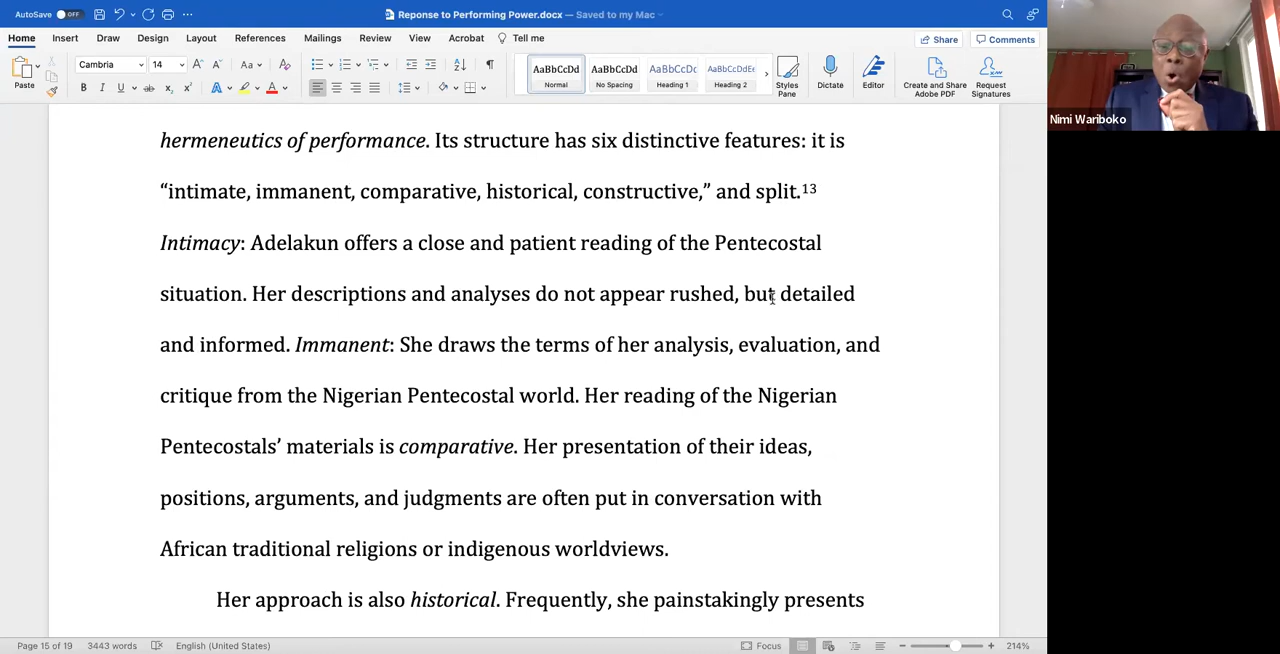 AutoSave OFF
Reponse to Performing Power.docx — Saved to my Mac
Home Insert Draw Design Layout References Mailings Review View Acrobat Tell me
Share Comments
Paste
Cambria 14
AaBbCcDd AaBbCcDd AaBbCcDc AaBbCcDdEe
Normal No Spacing Heading 1 Heading 2
Styles Pane
Dictate
Editor
Create and Share Adobe PDF
Request Signatures
Nimi Wariboko
hermeneutics of performance. Its structure has six distinctive features: it is
“intimate, immanent, comparative, historical, constructive,” and split.13
Intimacy: Adelakun offers a close and patient reading of the Pentecostal
situation. Her descriptions and analyses do not appear rushed, but detailed
and informed. Immanent: She draws the terms of her analysis, evaluation, and
critique from the Nigerian Pentecostal world. Her reading of the Nigerian
Pentecostals’ materials is comparative. Her presentation of their ideas,
positions, arguments, and judgments are often put in conversation with
African traditional religions or indigenous worldviews.
Her approach is also historical. Frequently, she painstakingly presents
Page 15 of 19 3443 words English (United States) Focus 214%